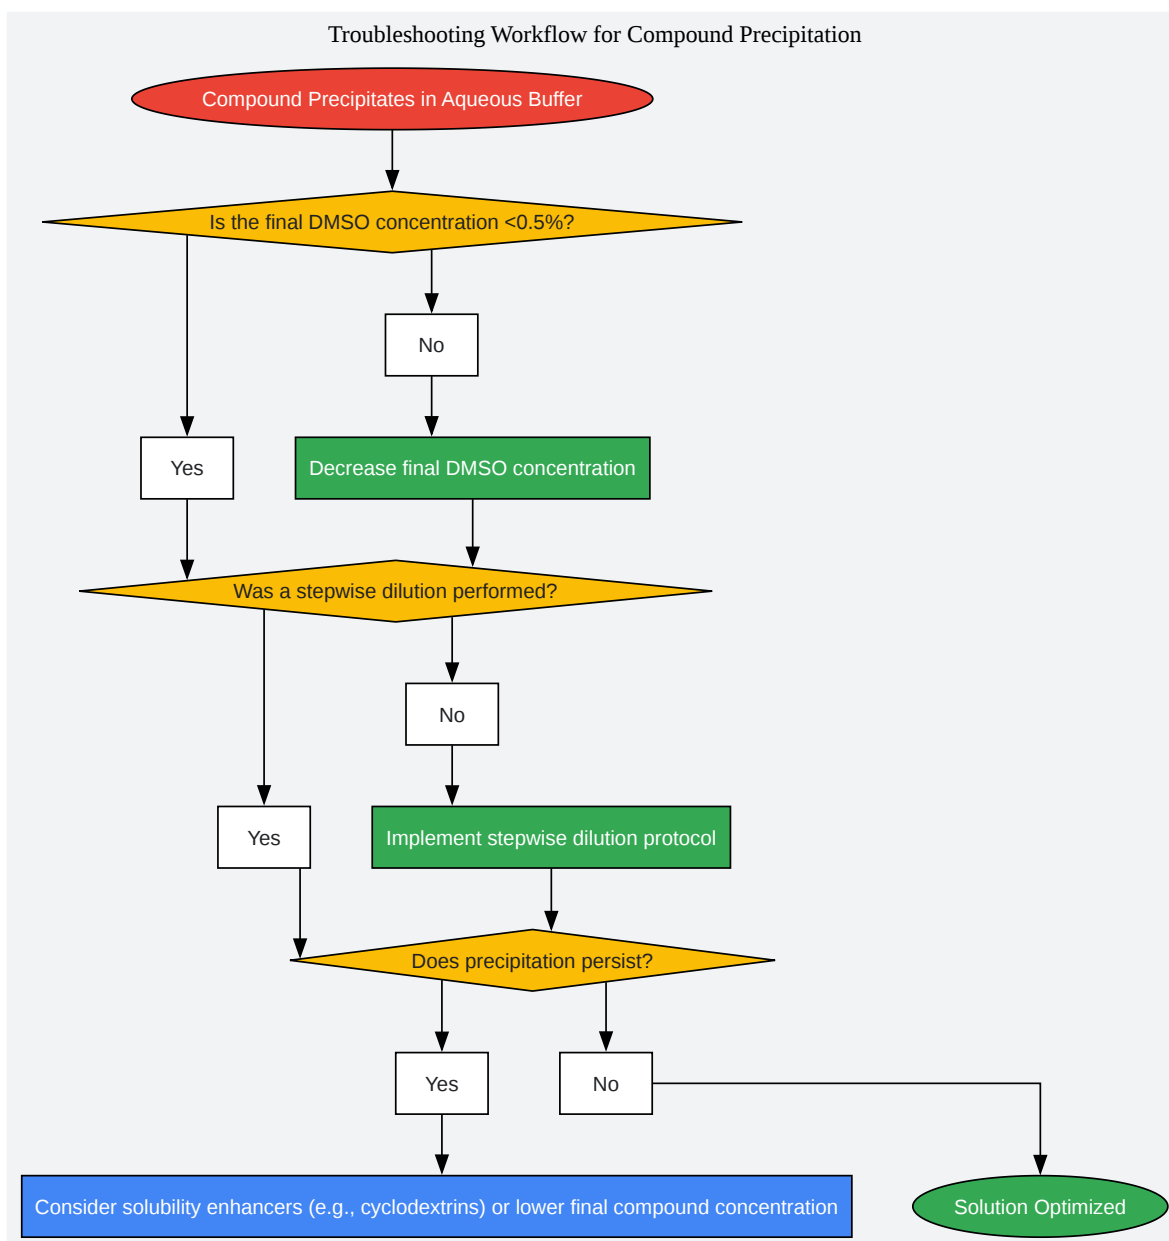 Troubleshooting Workflow for Compound Precipitation
Compound Precipitates in Aqueous Buffer
Is the final DMSO concentration <0.5%?
No
Yes
Decrease final DMSO concentration
Was a stepwise dilution performed?
No
Yes
Implement stepwise dilution protocol
Does precipitation persist?
Yes
No
Consider solubility enhancers (e.g., cyclodextrins) or lower final compound concentration
Solution Optimized